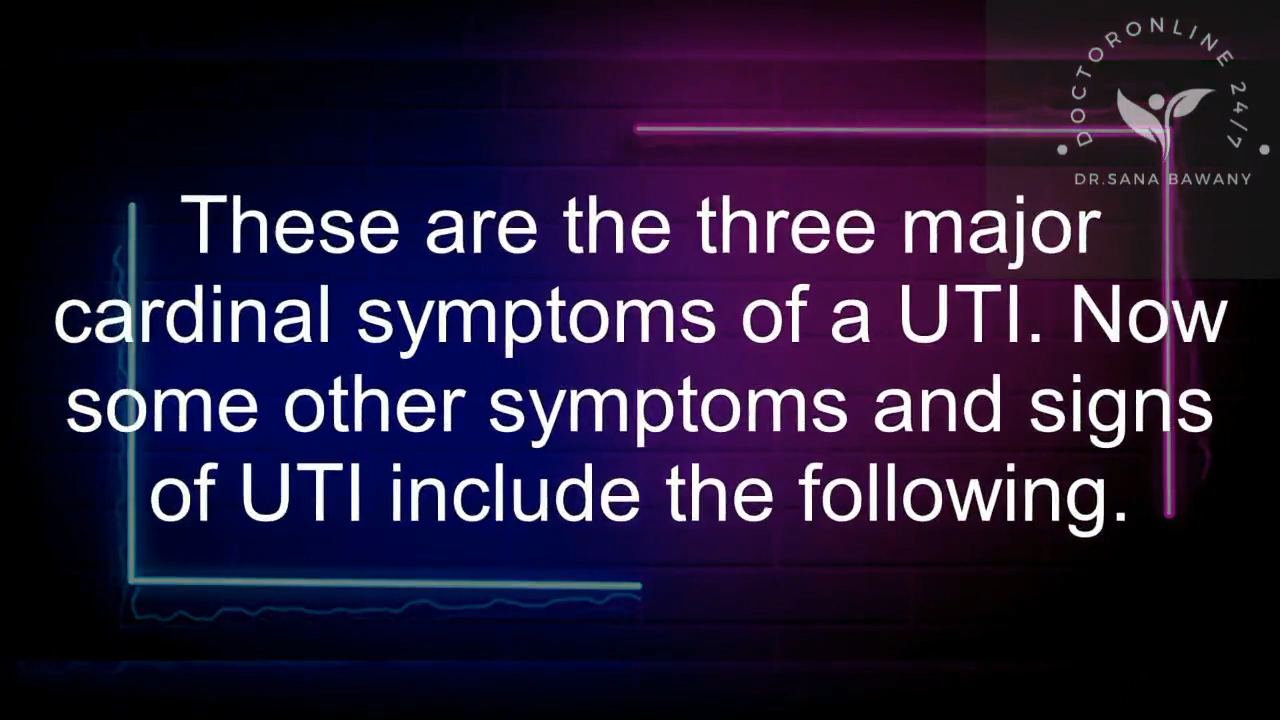 DOCTORONLINE 24/7
DR.SANA BAWANY
These are the three major
cardinal symptoms of a UTI. Now
some other symptoms and signs
of UTI include the following.